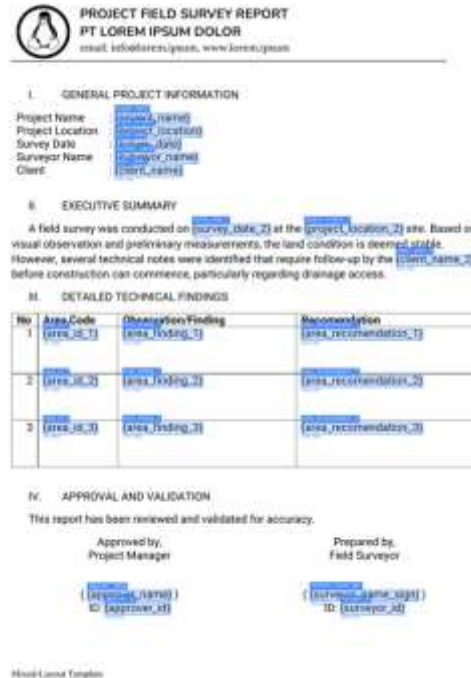 PROJECT FIELD SURVEY REPORT
PT LOREM IPSUM DOLOR
email: info@lorem.ipsum, www.lorem.ipsum
I. GENERAL PROJECT INFORMATION
Project Name : {project_name}
Project Location : {project_location}
Survey Date : {survey_date}
Surveyor Name : {surveyor_name}
Client : {client_name}
II. EXECUTIVE SUMMARY
A field survey was conducted on {survey_date_2} at the {project_location_2} site. Based on
visual observation and preliminary measurements, the land condition is deemed stable.
However, several technical notes were identified that require follow-up by the {client_name_2}
before construction can commence, particularly regarding drainage access.
III. DETAILED TECHNICAL FINDINGS
No Area Code Observation/Finding Recomendation
1 {area_id_1} {area_finding_1} {area_recomendation_1}
2 {area_id_2} {area_finding_2} {area_recomendation_2}
3 {area_id_3} {area_finding_3} {area_recomendation_3}
IV. APPROVAL AND VALIDATION
This report has been reviewed and validated for accuracy.
Approved by, Prepared by,
Project Manager Field Surveyor
( {approver_name} ) ( {surveyor_name_sign} )
ID: {approver_id} ID: {surveyor_id}
Mixed-Layout Template